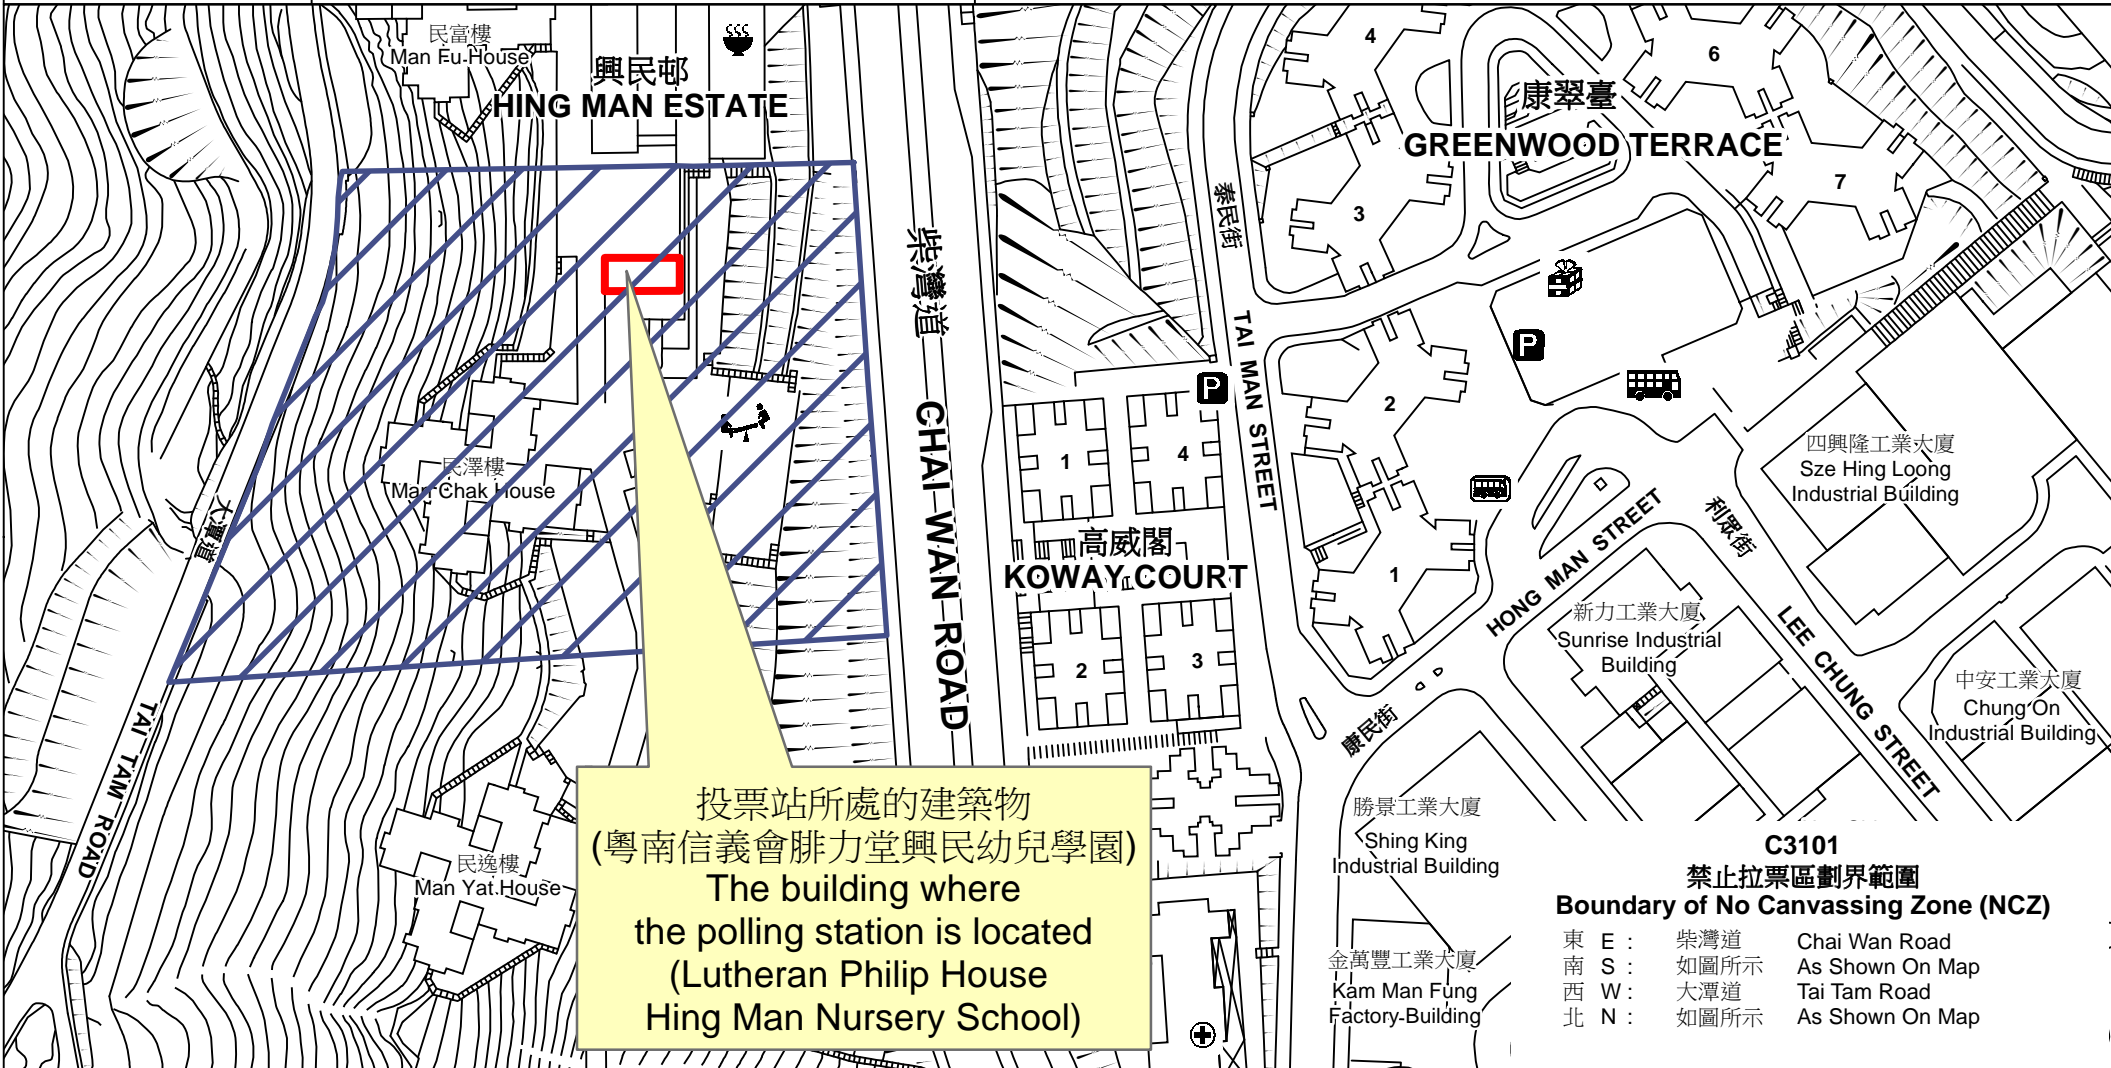 民富樓
Man Fu House
興民邨
HING MAN ESTATE
4
6
康翠臺
GREENWOOD TERRACE
3
7
泰民街
TAI MAN STREET
柴灣道
CHAI WAN ROAD
P
P
2
1
民澤樓
Man Chak House
大潭道
TAI TAM ROAD
1
4
高威閣
KOWAY COURT
2
3
四興隆工業大廈
Sze Hing Loong
Industrial Building
HONG MAN STREET
康民街
利眾街
LEE CHUNG STREET
新力工業大廈
Sunrise Industrial
Building
中安工業大廈
Chung On
Industrial Building
勝景工業大廈
Shing King
Industrial Building
金萬豐工業大廈
Kam Man Fung
Factory Building
民逸樓
Man Yat House
投票站所處的建築物
(粵南信義會腓力堂興民幼兒學園)
The building where
the polling station is located
(Lutheran Philip House
Hing Man Nursery School)
C3101
禁止拉票區劃界範圍
Boundary of No Canvassing Zone (NCZ)
東 E : 柴灣道 Chai Wan Road
南 S : 如圖所示 As Shown On Map
西 W : 大潭道 Tai Tam Road
北 N : 如圖所示 As Shown On Map